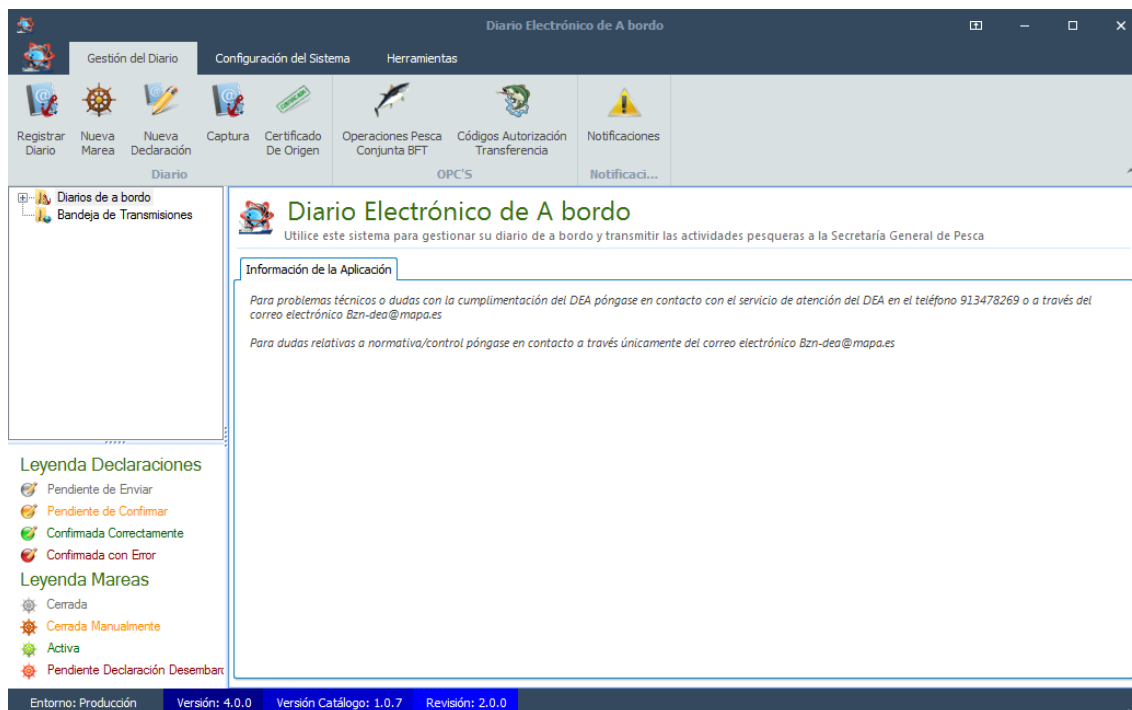 Diario Electrónico de A bordo
Gestión del Diario
Configuración del Sistema
Herramientas
Registrar
Diario
Nueva
Marea
Nueva
Declaración
Captura
Certificado
De Origen
Operaciones Pesca
Conjunta BFT
Códigos Autorización
Transferencia
Notificaciones
Diario
OPC'S
Notificaci...
Diarios de a bordo
Bandeja de Transmisiones
Diario Electrónico de A bordo
Utilice este sistema para gestionar su diario de a bordo y transmitir las actividades pesqueras a la Secretaría General de Pesca
Información de la Aplicación
Para problemas técnicos o dudas con la cumplimentación del DEA póngase en contacto con el servicio de atención del DEA en el teléfono 913478269 o a través del
correo electrónico Bzn-dea@mapa.es
Para dudas relativas a normativa/control póngase en contacto a través únicamente del correo electrónico Bzn-dea@mapa.es
Leyenda Declaraciones
Pendiente de Enviar
Pendiente de Confirmar
Confirmada Correctamente
Confirmada con Error
Leyenda Mareas
Cerrada
Cerrada Manualmente
Activa
Pendiente Declaración Desembarc
Entorno: Producción
Versión: 4.0.0
Versión Catálogo: 1.0.7
Revisión: 2.0.0